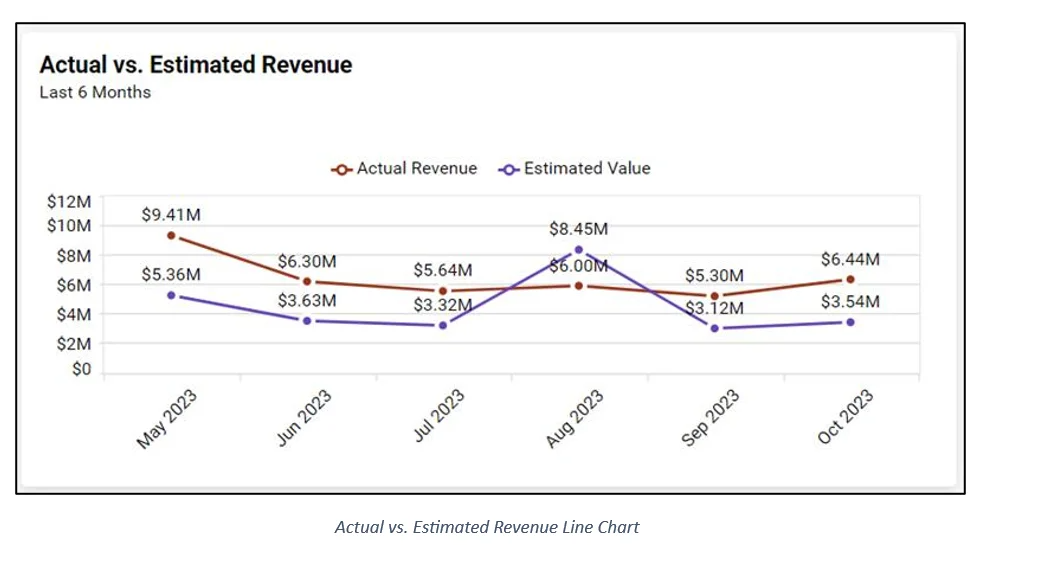 Actual vs. Estimated Revenue
Last 6 Months
Actual Revenue Estimated Value
$12M
$10M
$8M
$6M
$4M
$2M
$0
$9.41M
$6.30M
$5.64M
$6.00M
$5.30M
$6.44M
$5.36M
$3.63M
$3.32M
$8.45M
$3.12M
$3.54M
May 2023
Jun 2023
Jul 2023
Aug 2023
Sep 2023
Oct 2023
Actual vs. Estimated Revenue Line Chart